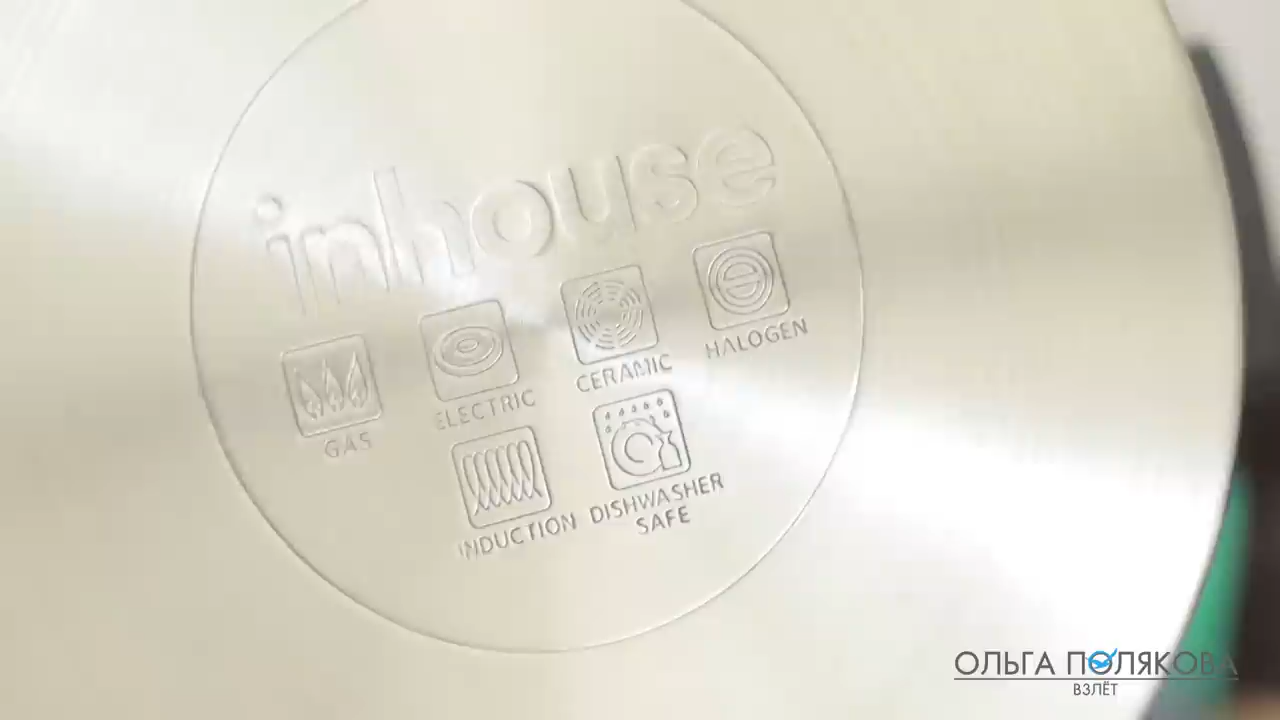 inhouse
GAS
ELECTRIC
CERAMIC
HALOGEN
INDUCTION
DISHWASHER
SAFE
ОЛЬГА ПОЛЯКОВА
ВЗЛЁТ